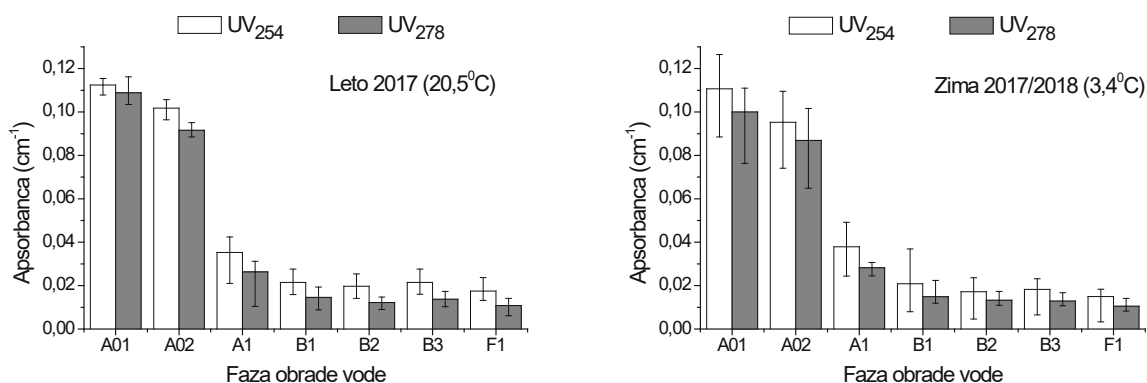 UV254 UV278
Leto 2017 (20,5⁰C)
Apsorbanca (cm⁻¹)
0,12
0,10
0,08
0,06
0,04
0,02
0,00
A01 A02 A1 B1 B2 B3 F1
Faza obrade vode
UV254 UV278
Zima 2017/2018 (3,4⁰C)
Apsorbanca (cm⁻¹)
0,12
0,10
0,08
0,06
0,04
0,02
0,00
A01 A02 A1 B1 B2 B3 F1
Faza obrade vode